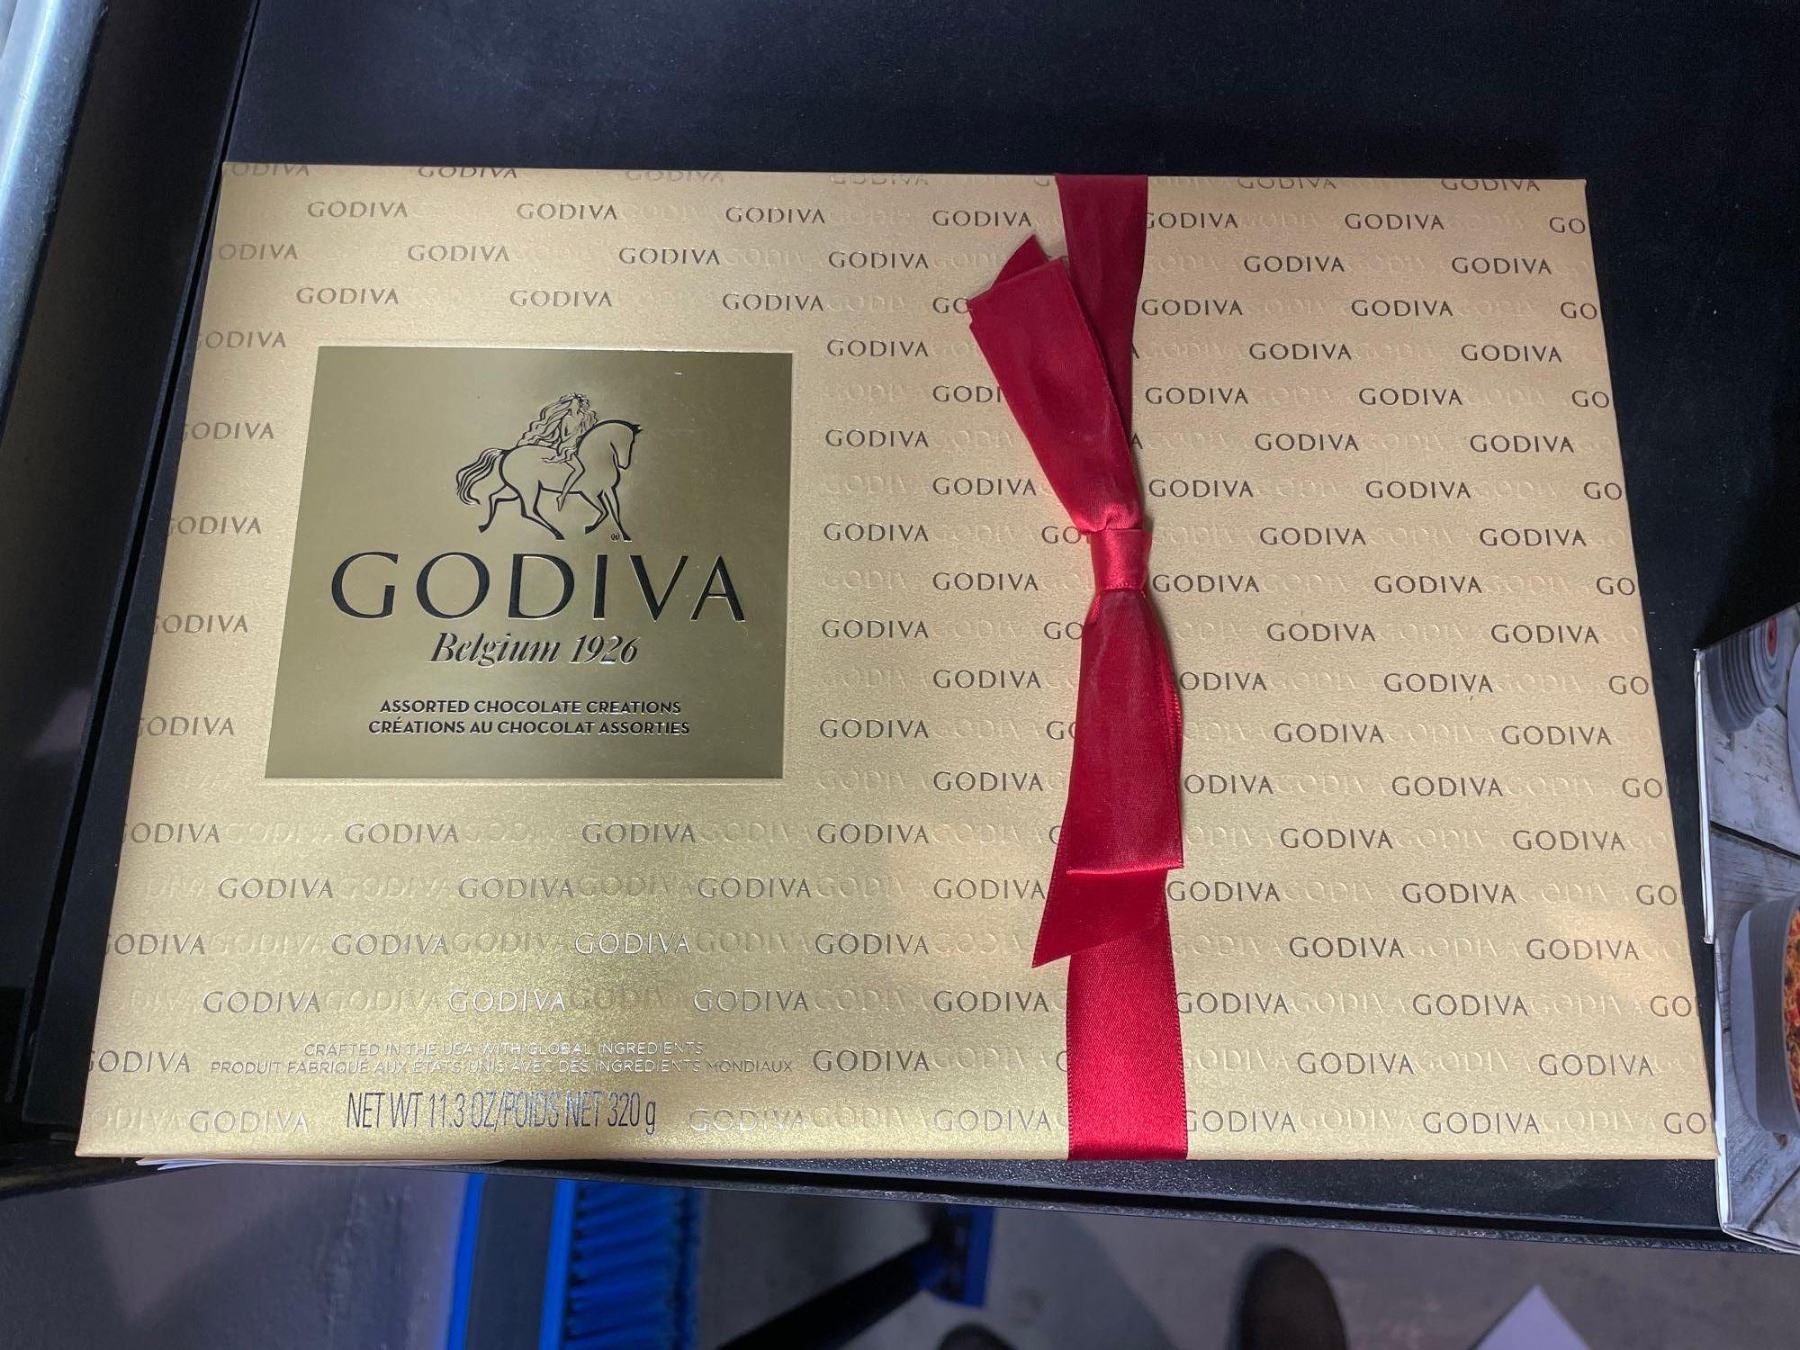 GODIVA
Belgium 1926
ASSORTED CHOCOLATE CREATIONS
CRÉATIONS AU CHOCOLAT ASSORTIES
CRAFTED IN THE USA WITH GLOBAL INGREDIENTS
PRODUIT FABRIQUÉ AUX ÉTATS-UNIS AVEC DES INGRÉDIENTS MONDIAUX
NET WT 11.3 OZ/POIDS NET 320 g